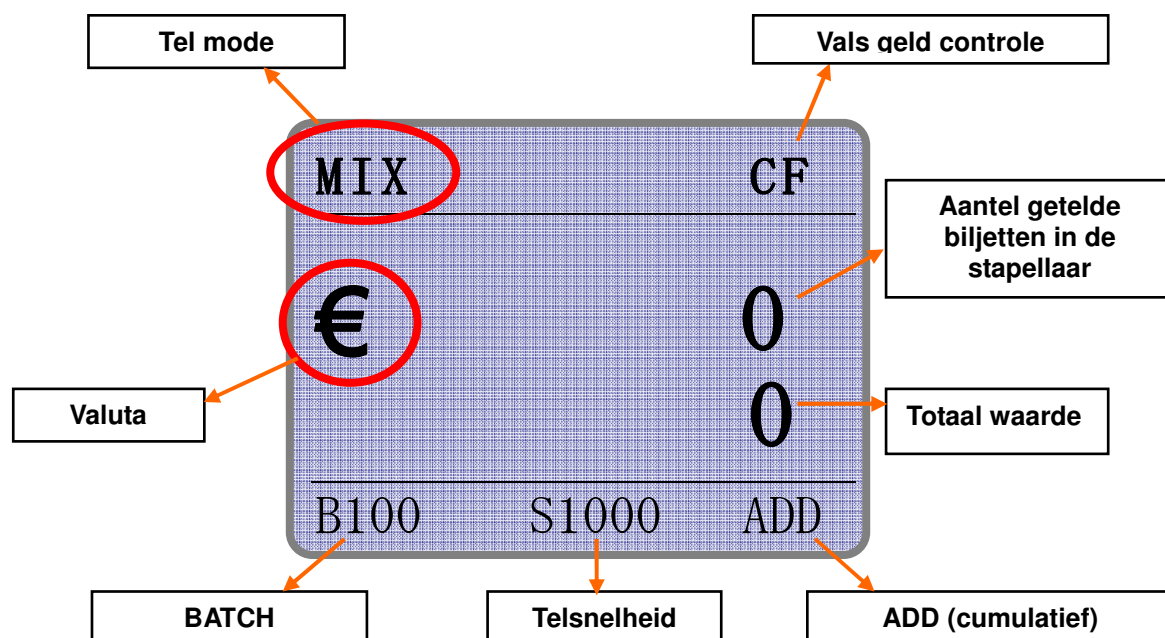 Tel mode
Vals geld controle
MIX
CF
Aantel getelde
biljetten in de
stapellaar
€
0
Valuta
0
Totaal waarde
B100
S1000
ADD
BATCH
Telsnelheid
ADD (cumulatief)